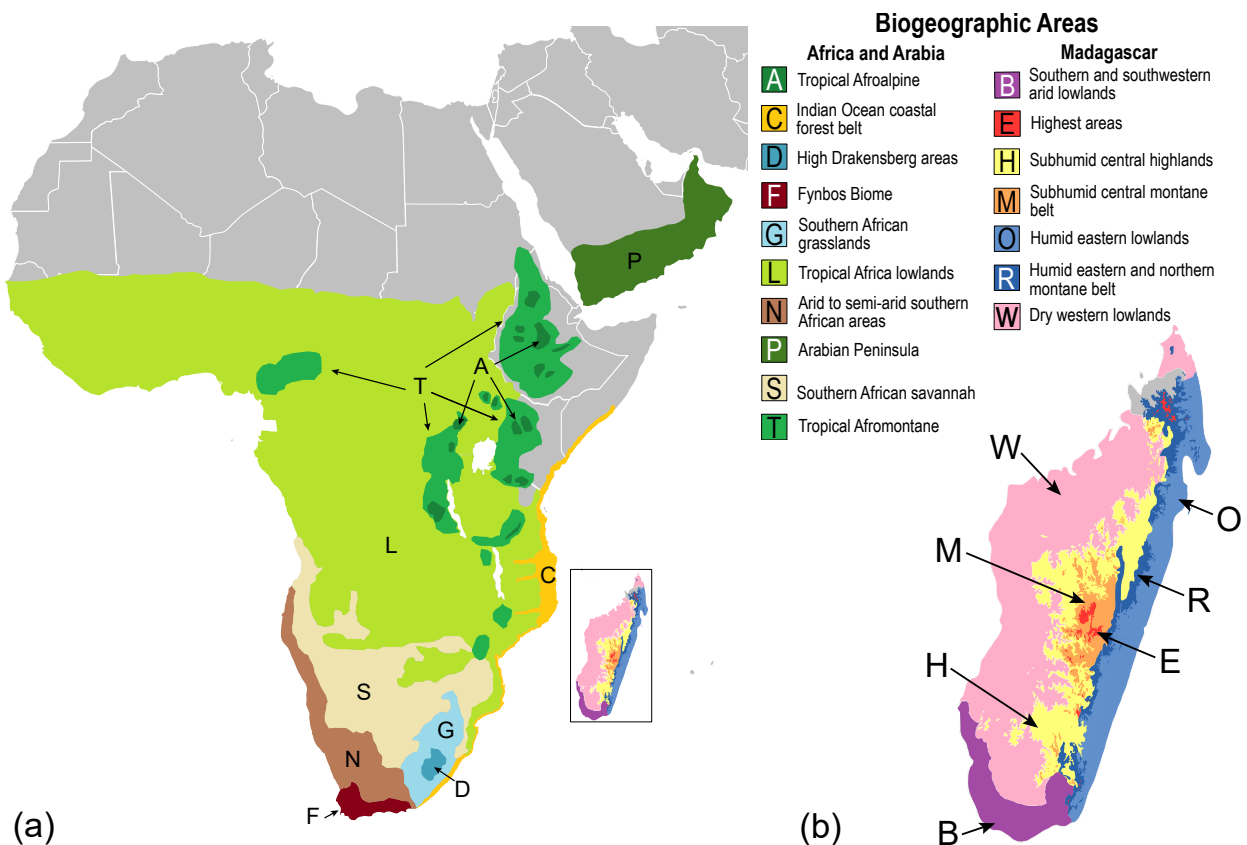 Biogeographic Areas
Africa and Arabia
A Tropical Afroalpine
C Indian Ocean coastal
forest belt
D High Drakensberg areas
F Fynbos Biome
G Southern African
grasslands
L Tropical Africa lowlands
N Arid to semi-arid southern
African areas
P Arabian Peninsula
S Southern African savannah
T Tropical Afromontane
Madagascar
B Southern and southwestern
arid lowlands
E Highest areas
H Subhumid central highlands
M Subhumid central montane
belt
O Humid eastern lowlands
R Humid eastern and northern
montane belt
W Dry western lowlands
P
T
A
L
C
S
G
N
D
F
(a)
W
O
M
R
H
E
B
(b)